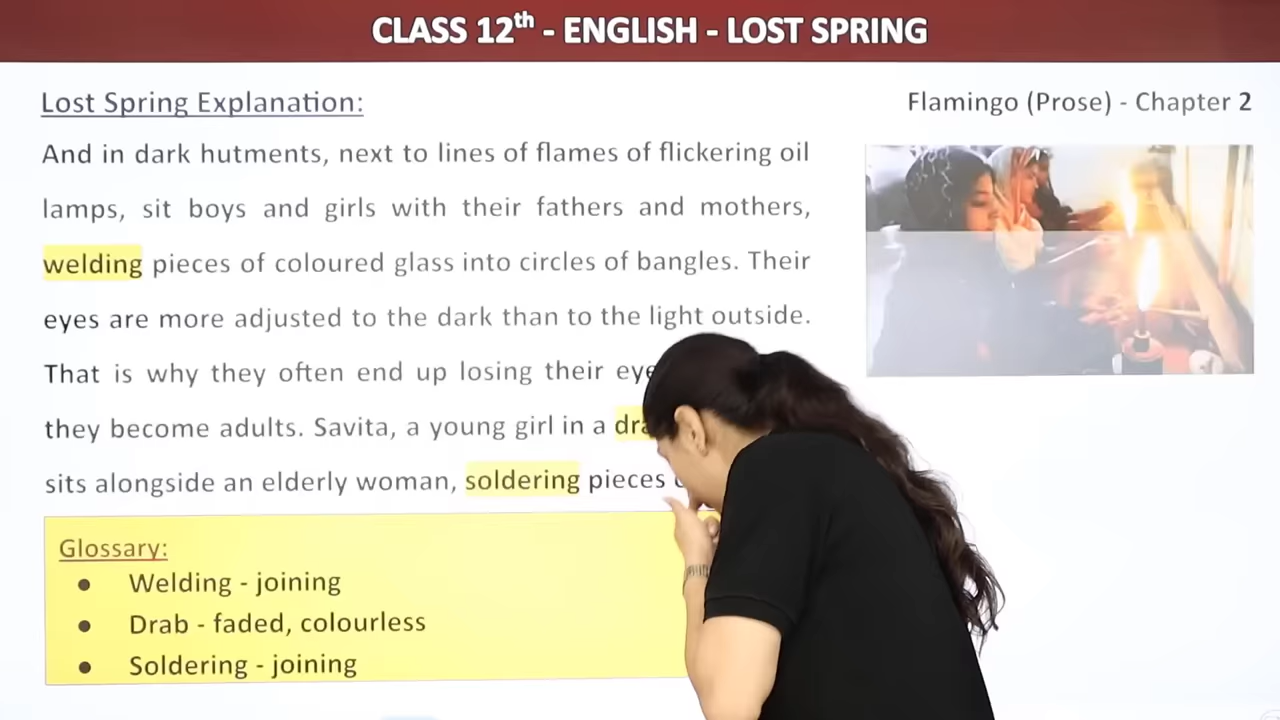 CLASS 12th - ENGLISH - LOST SPRING
Lost Spring Explanation:
Flamingo (Prose) - Chapter 2
And in dark hutments, next to lines of flames of flickering oil
lamps, sit boys and girls with their fathers and mothers,
welding pieces of coloured glass into circles of bangles. Their
eyes are more adjusted to the dark than to the light outside.
That is why they often end up losing their
they become adults. Savita, a young girl in a
sits alongside an elderly woman, soldering pieces
Glossary:
● Welding - joining
● Drab - faded, colourless
● Soldering - joining